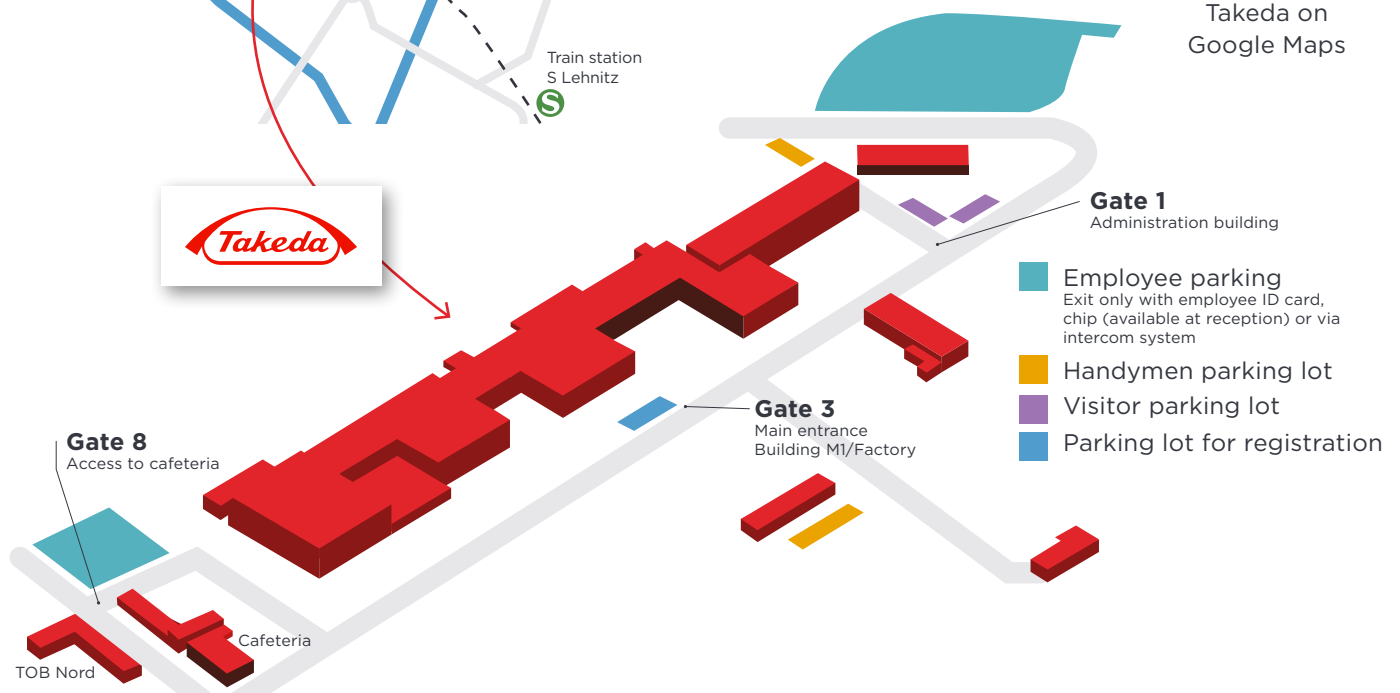 Takeda on
Google Maps
Train station
S Lehnitz
S
Takeda
Gate 1
Administration building
Employee parking
Exit only with employee ID card,
chip (available at reception) or via
intercom system
Handymen parking lot
Visitor parking lot
Parking lot for registration
Gate 3
Main entrance
Building M1/Factory
Gate 8
Access to cafeteria
Cafeteria
TOB Nord